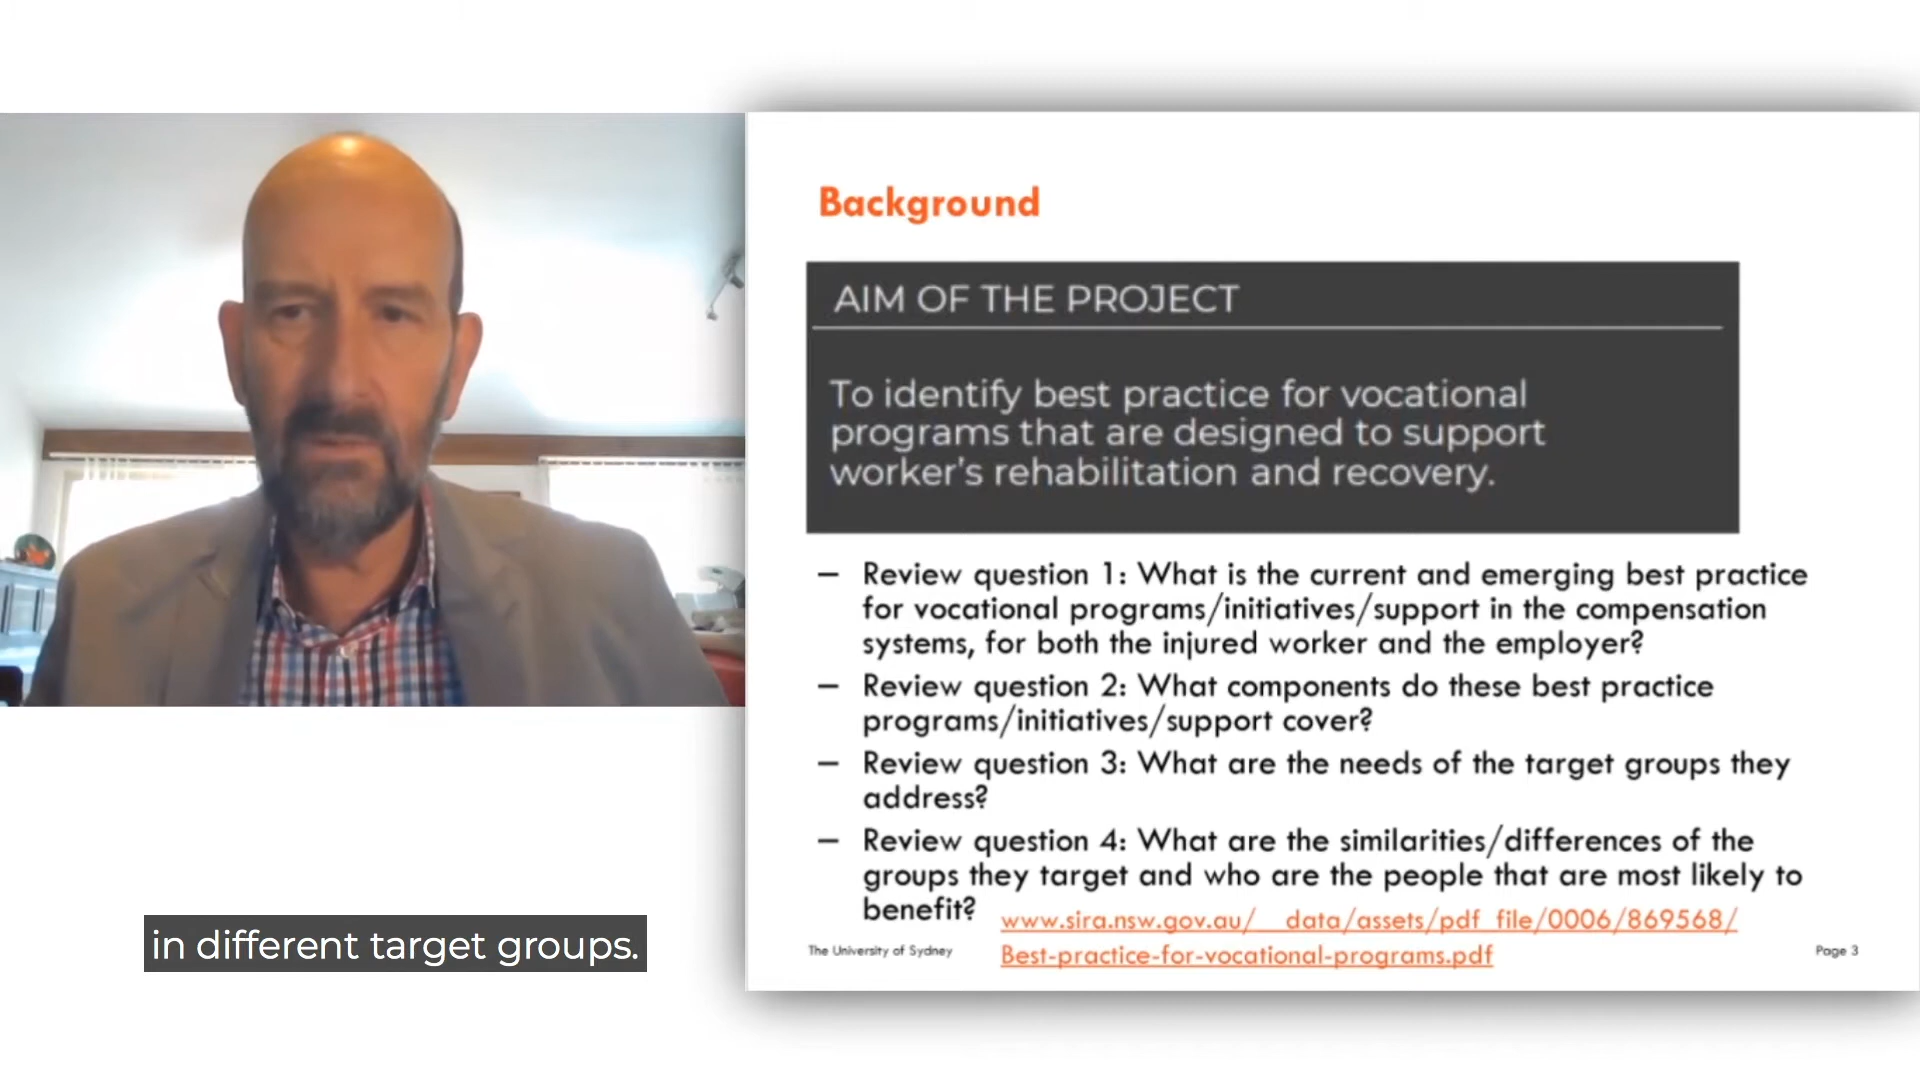 Background
AIM OF THE PROJECT
To identify best practice for vocational
programs that are designed to support
worker's rehabilitation and recovery.
– Review question 1: What is the current and emerging best practice
for vocational programs/initiatives/support in the compensation
systems, for both the injured worker and the employer?
– Review question 2: What components do these best practice
programs/initiatives/support cover?
– Review question 3: What are the needs of the target groups they
address?
– Review question 4: What are the similarities/differences of the
groups they target and who are the people that are most likely to
benefit?
www.sira.nsw.gov.au/__data/assets/pdf_file/0006/869568/
Best-practice-for-vocational-programs.pdf
The University of Sydney
Page 3
in different target groups.